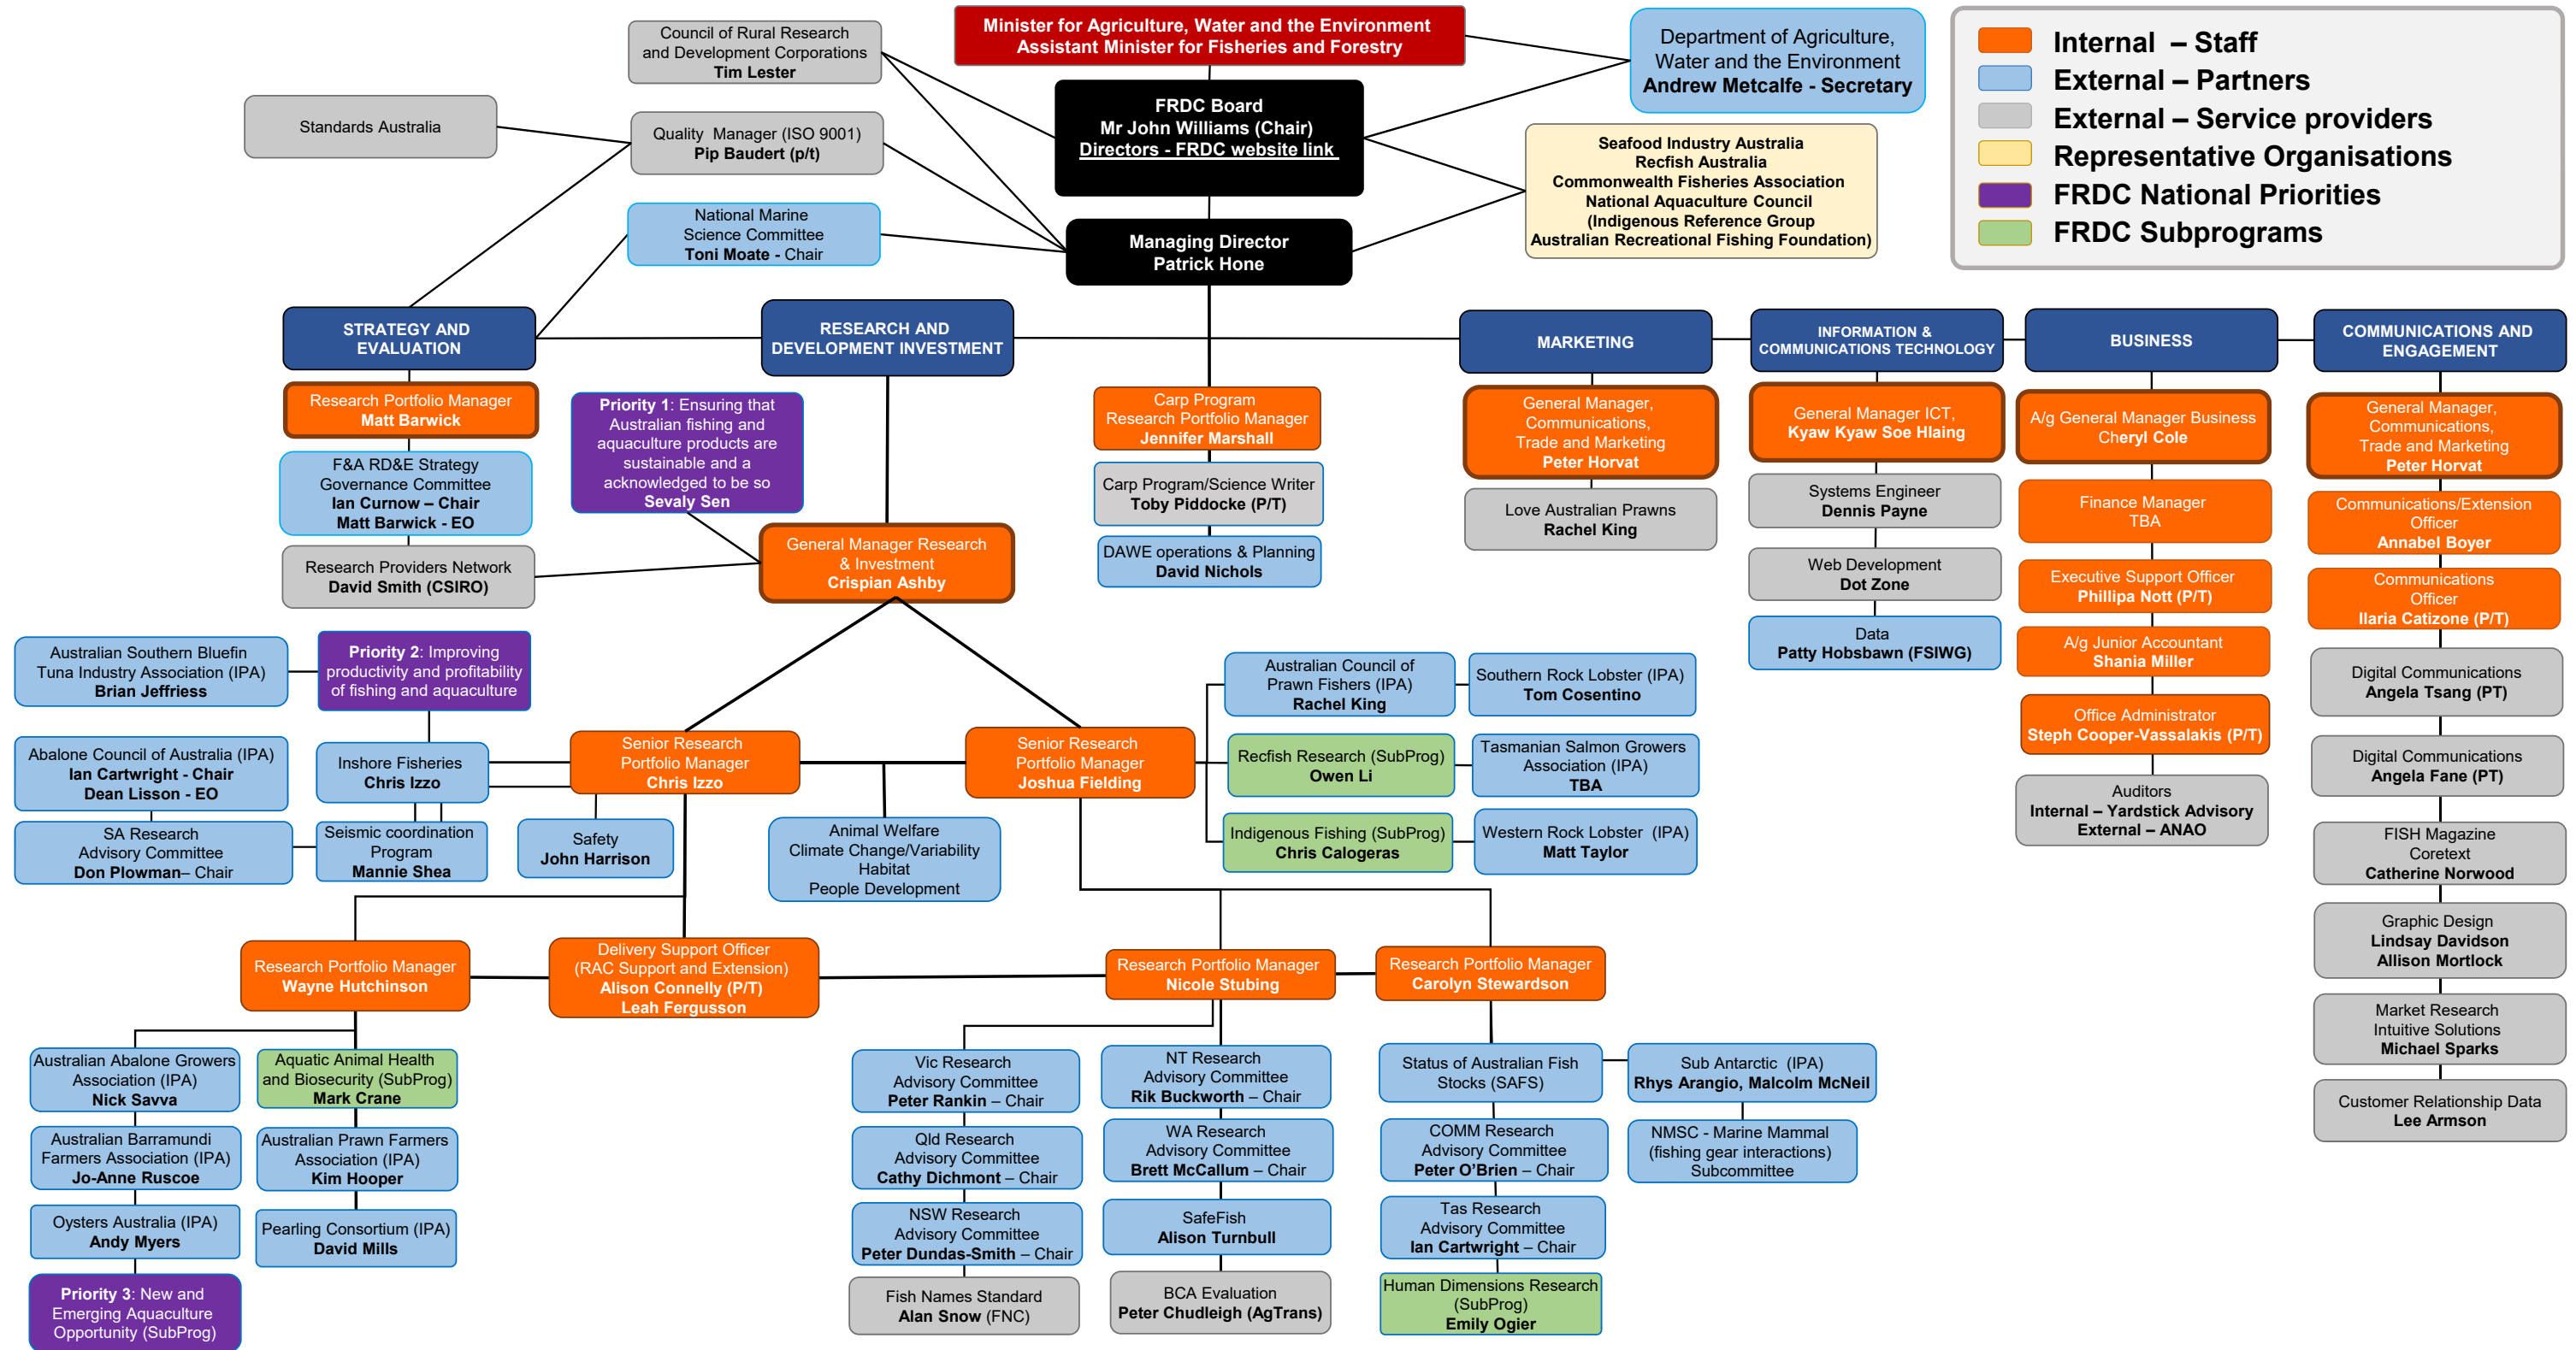 Minister for Agriculture, Water and the Environment
Assistant Minister for Fisheries and Forestry
Council of Rural Research
and Development Corporations
Tim Lester
Department of Agriculture,
Water and the Environment
Andrew Metcalfe - Secretary
Internal – Staff
External – Partners
External – Service providers
Representative Organisations
FRDC National Priorities
FRDC Subprograms
FRDC Board
Mr John Williams (Chair)
Directors - FRDC website link
Standards Australia
Quality Manager (ISO 9001)
Pip Baudert (p/t)
Seafood Industry Australia
Recfish Australia
Commonwealth Fisheries Association
National Aquaculture Council
(Indigenous Reference Group
Australian Recreational Fishing Foundation)
National Marine
Science Committee
Toni Moate - Chair
Managing Director
Patrick Hone
STRATEGY AND
EVALUATION
RESEARCH AND
DEVELOPMENT INVESTMENT
MARKETING
INFORMATION &
COMMUNICATIONS TECHNOLOGY
BUSINESS
COMMUNICATIONS AND
ENGAGEMENT
Research Portfolio Manager
Matt Barwick
F&A RD&E Strategy
Governance Committee
Ian Curnow – Chair
Matt Barwick - EO
Research Providers Network
David Smith (CSIRO)
Priority 1: Ensuring that
Australian fishing and
aquaculture products are
sustainable and a
acknowledged to be so
Sevaly Sen
General Manager Research
& Investment
Crispian Ashby
Carp Program
Research Portfolio Manager
Jennifer Marshall
Carp Program/Science Writer
Toby Piddocke (P/T)
DAWE operations & Planning
David Nichols
General Manager,
Communications,
Trade and Marketing
Peter Horvat
Love Australian Prawns
Rachel King
General Manager ICT,
Kyaw Kyaw Soe Hlaing
Systems Engineer
Dennis Payne
Web Development
Dot Zone
Data
Patty Hobsbawn (FSIWG)
A/g General Manager Business
Cheryl Cole
Finance Manager
TBA
Executive Support Officer
Phillipa Nott (P/T)
A/g Junior Accountant
Shania Miller
Office Administrator
Steph Cooper-Vassalakis (P/T)
Auditors
Internal – Yardstick Advisory
External – ANAO
General Manager,
Communications,
Trade and Marketing
Peter Horvat
Communications/Extension
Officer
Annabel Boyer
Communications
Officer
Ilaria Catizone (P/T)
Digital Communications
Angela Tsang (PT)
Digital Communications
Angela Fane (PT)
FISH Magazine
Coretext
Catherine Norwood
Graphic Design
Lindsay Davidson
Allison Mortlock
Market Research
Intuitive Solutions
Michael Sparks
Customer Relationship Data
Lee Armson
Australian Southern Bluefin
Tuna Industry Association (IPA)
Brian Jeffriess
Priority 2: Improving
productivity and profitability
of fishing and aquaculture
Abalone Council of Australia (IPA)
Ian Cartwright - Chair
Dean Lisson - EO
Inshore Fisheries
Chris Izzo
SA Research
Advisory Committee
Don Plowman– Chair
Seismic coordination
Program
Mannie Shea
Senior Research
Portfolio Manager
Chris Izzo
Safety
John Harrison
Animal Welfare
Climate Change/Variability
Habitat
People Development
Senior Research
Portfolio Manager
Joshua Fielding
Australian Council of
Prawn Fishers (IPA)
Rachel King
Southern Rock Lobster (IPA)
Tom Cosentino
Recfish Research (SubProg)
Owen Li
Tasmanian Salmon Growers
Association (IPA)
TBA
Indigenous Fishing (SubProg)
Chris Calogeras
Western Rock Lobster (IPA)
Matt Taylor
Research Portfolio Manager
Wayne Hutchinson
Delivery Support Officer
(RAC Support and Extension)
Alison Connelly (P/T)
Leah Fergusson
Research Portfolio Manager
Nicole Stubing
Research Portfolio Manager
Carolyn Stewardson
Australian Abalone Growers
Association (IPA)
Nick Savva
Australian Barramundi
Farmers Association (IPA)
Jo-Anne Ruscoe
Oysters Australia (IPA)
Andy Myers
Priority 3: New and
Emerging Aquaculture
Opportunity (SubProg)
Aquatic Animal Health
and Biosecurity (SubProg)
Mark Crane
Australian Prawn Farmers
Association (IPA)
Kim Hooper
Pearling Consortium (IPA)
David Mills
Vic Research
Advisory Committee
Peter Rankin – Chair
Qld Research
Advisory Committee
Cathy Dichmont – Chair
NSW Research
Advisory Committee
Peter Dundas-Smith – Chair
Fish Names Standard
Alan Snow (FNC)
NT Research
Advisory Committee
Rik Buckworth – Chair
WA Research
Advisory Committee
Brett McCallum – Chair
SafeFish
Alison Turnbull
BCA Evaluation
Peter Chudleigh (AgTrans)
Status of Australian Fish
Stocks (SAFS)
COMM Research
Advisory Committee
Peter O’Brien – Chair
Tas Research
Advisory Committee
Ian Cartwright – Chair
Human Dimensions Research
(SubProg)
Emily Ogier
Sub Antarctic (IPA)
Rhys Arangio, Malcolm McNeil
NMSC - Marine Mammal
(fishing gear interactions)
Subcommittee